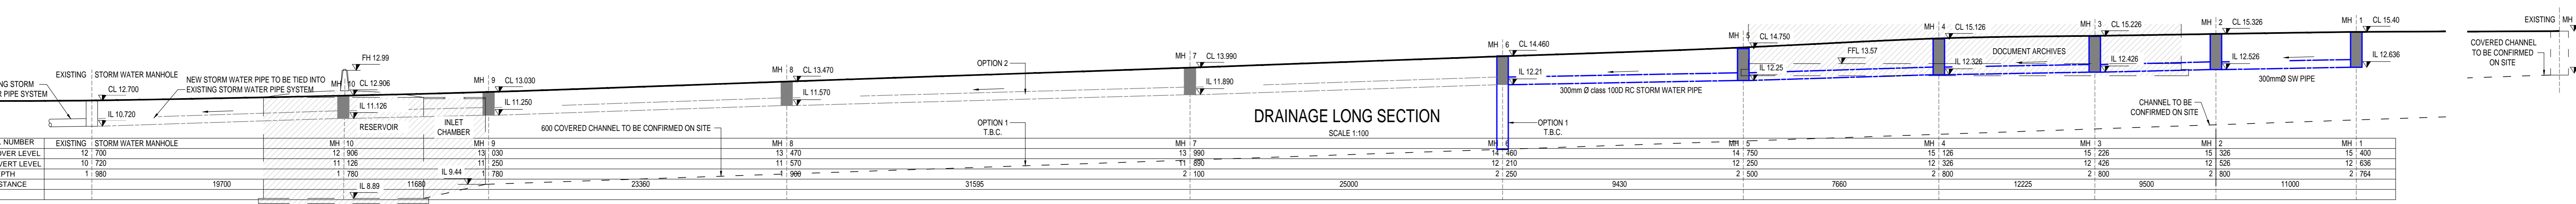 EXISTING STORM WATER MANHOLE
CL 12.700
IL 10.720
NG STORM
PIPE SYSTEM
NEW STORM WATER PIPE TO BE TIED INTO
EXISTING STORM WATER PIPE SYSTEM
FH 12.99
MH 10
CL 12.906
IL 11.126
RESERVOIR
INLET
CHAMBER
MH 9
CL 13.030
IL 11.250
600 COVERED CHANNEL TO BE CONFIRMED ON SITE
MH 8
CL 13.470
IL 11.570
OPTION 2
OPTION 1
T.B.C.
MH 7
CL 13.990
IL 11.890
DRAINAGE LONG SECTION
SCALE 1:100
MH 6
CL 14.460
IL 12.21
OPTION 1
T.B.C.
300mm Ø class 100D RC STORM WATER PIPE
MH 5
CL 14.750
IL 12.25
FFL 13.57
MH 4
CL 15.126
IL 12.326
DOCUMENT ARCHIVES
MH 3
CL 15.226
IL 12.426
MH 2
CL 15.326
IL 12.526
CHANNEL TO BE
CONFIRMED ON SITE
300mmØ SW PIPE
MH 1
CL 15.40
IL 12.636
EXISTING MH
COVERED CHANNEL
TO BE CONFIRMED
ON SITE
NUMBER EXISTING STORM WATER MANHOLE MH 10 MH 9 MH 8 MH 7 MH 6 MH 5 MH 4 MH 3 MH 2 MH 1
OVER LEVEL 12 700 12 906 13 030 13 470 13 990 14 460 14 750 15 126 15 226 15 326 15 400
VERT LEVEL 10 720 11 126 11 250 11 570 11 890 12 210 12 250 12 326 12 426 12 526 12 636
PTH 1 980 1 780 1 780 1 900 2 100 2 250 2 500 2 800 2 800 2 800 2 764
STANCE 19700 11680 23360 31595 25000 9430 7660 12225 9500 11000
IL 9.44
IL 8.89